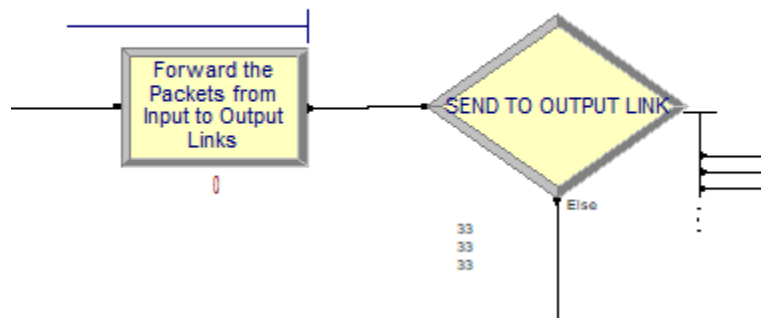 Forward the
Packets from
Input to Output
Links
0
SEND TO OUTPUT LINK
Else
33
33
33